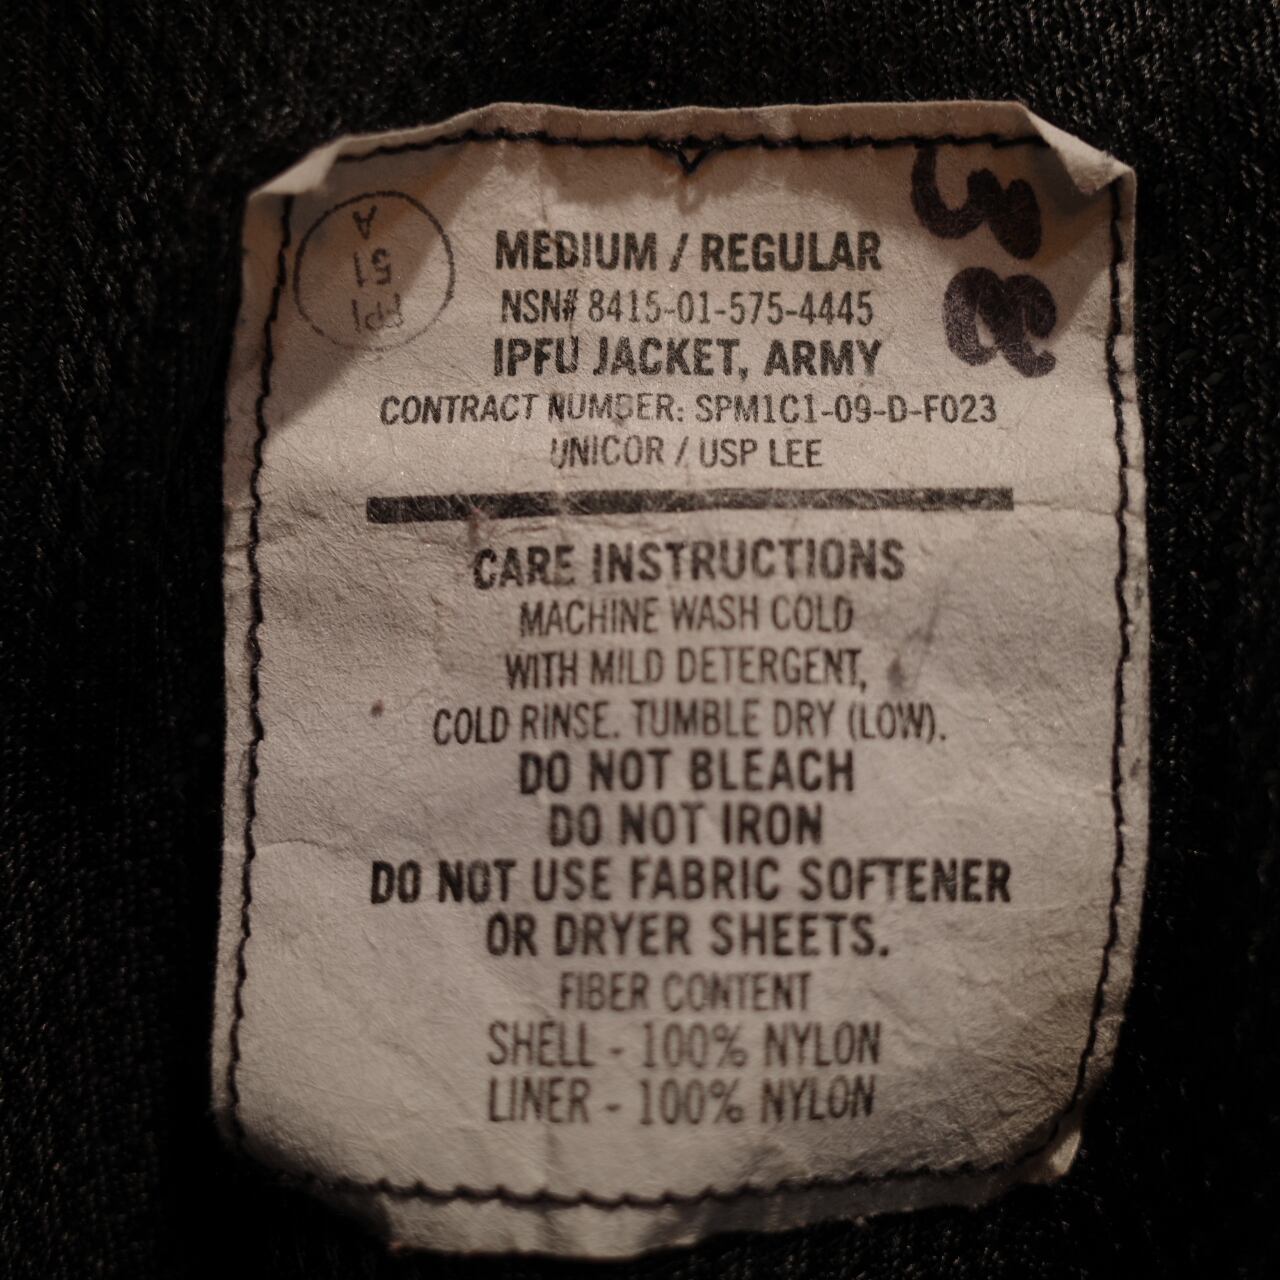 MEDIUM / REGULAR
NSN# 8415-01-575-4445
IPFU JACKET, ARMY
CONTRACT NUMBER: SPM1C1-09-D-F023
UNICOR / USP LEE
CARE INSTRUCTIONS
MACHINE WASH COLD
WITH MILD DETERGENT,
COLD RINSE. TUMBLE DRY (LOW).
DO NOT BLEACH
DO NOT IRON
DO NOT USE FABRIC SOFTENER
OR DRYER SHEETS.
FIBER CONTENT
SHELL - 100% NYLON
LINER - 100% NYLON
FPI
51
A